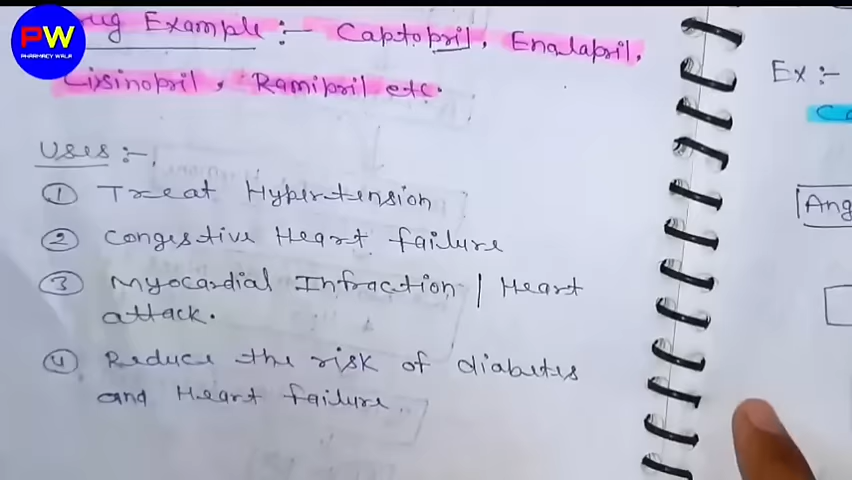 PW
PHARMACY WALA
Drug Example :- Captopril, Enalapril,
Lisinopril, Ramipril etc.
Uses :-
① Treat Hypertension
② Congestive Heart failure
③ Myocardial Infraction | Heart
attack.
④ Reduce the risk of diabetes
and Heart failure.
Ex :-
Ang